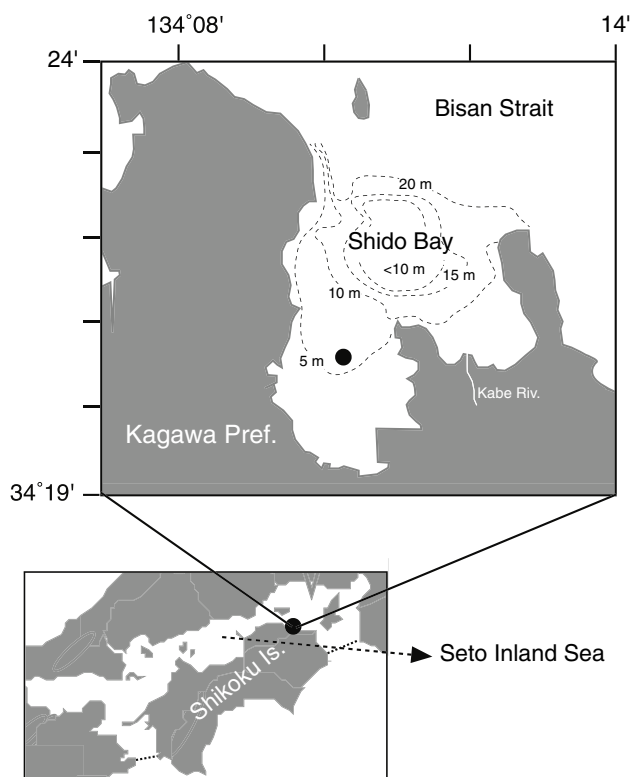 134˚08'
14'
24'
Bisan Strait
20 m
Shido Bay
<10 m
15 m
10 m
5 m
Kabe Riv.
Kagawa Pref.
34˚19'
Seto Inland Sea
Shikoku Is.